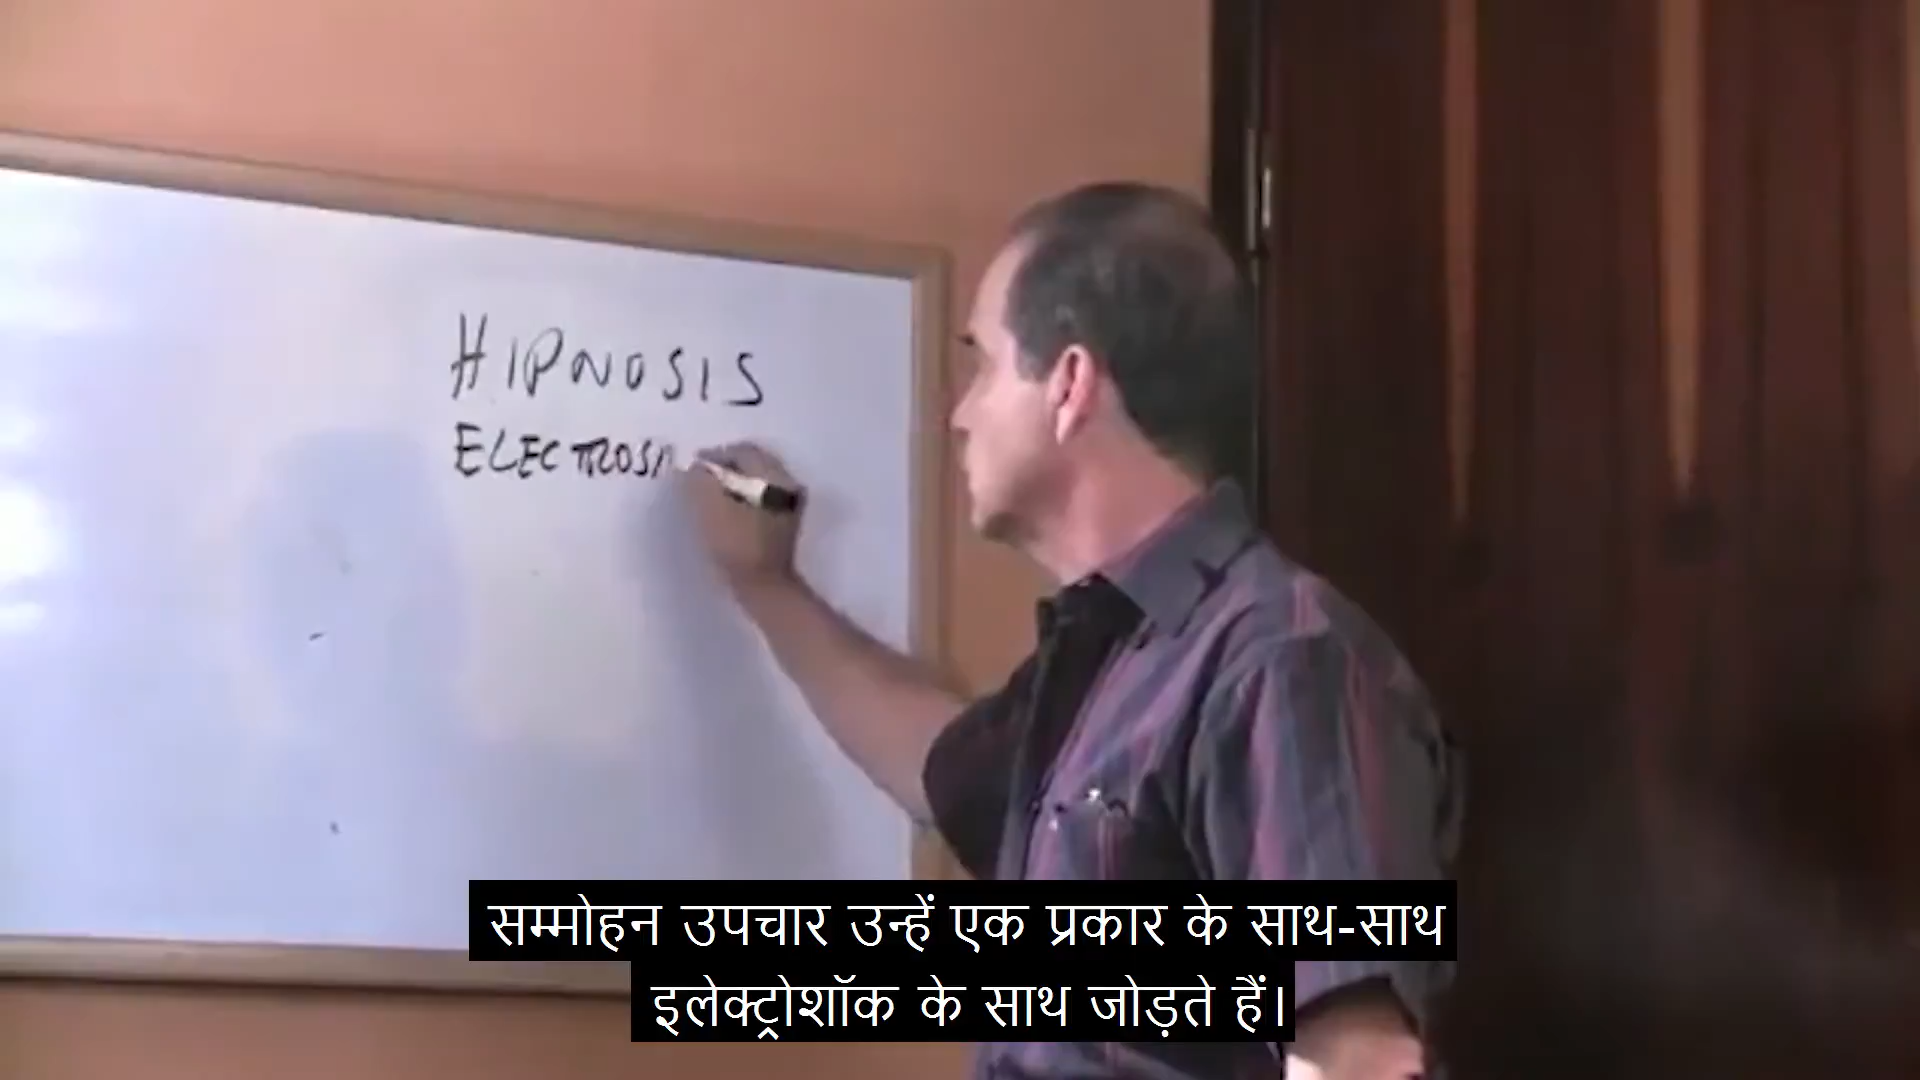 HIPNOSIS
सम्मोहन उपचार उन्हें एक प्रकार के साथ-साथ
इलेक्ट्रोशॉक के साथ जोड़ते हैं।